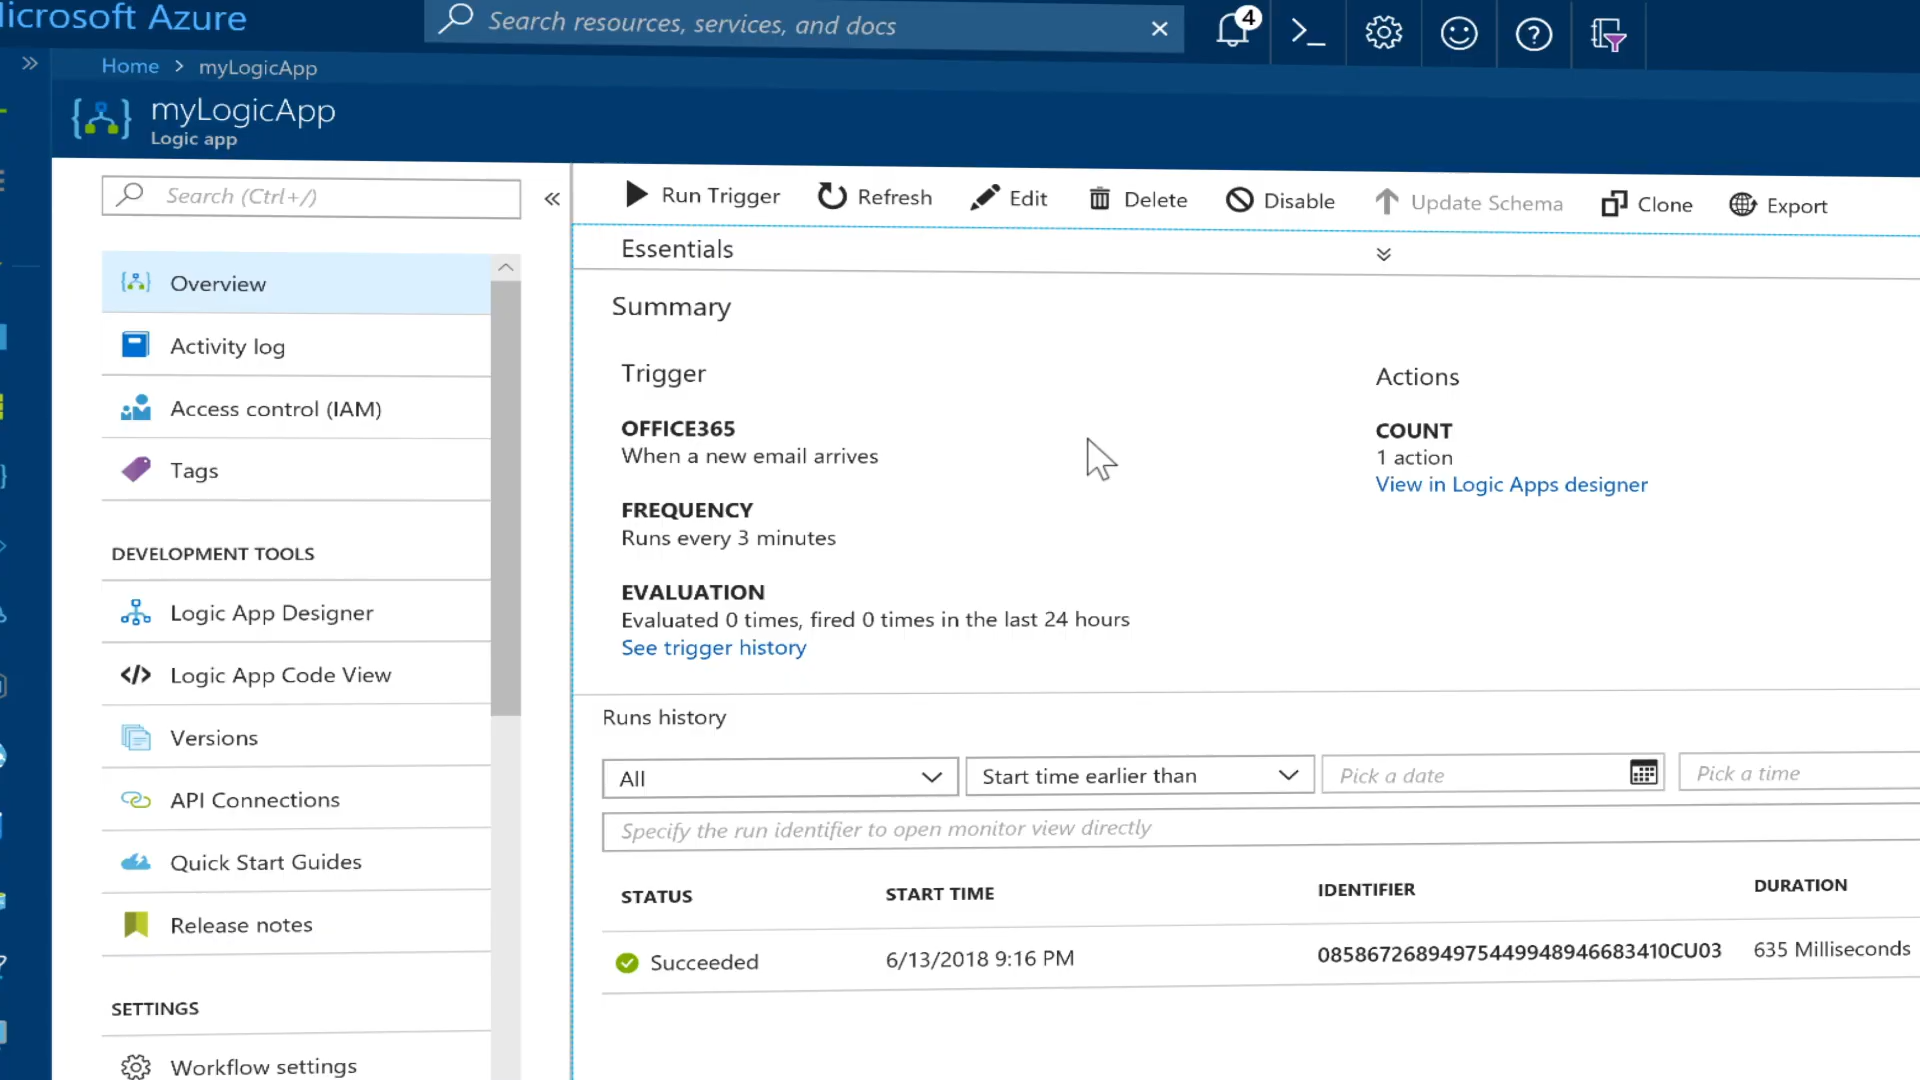 Microsoft Azure
Search resources, services, and docs
4
Home > myLogicApp
myLogicApp
Logic app
Search (Ctrl+/)
Overview
Activity log
Access control (IAM)
Tags
DEVELOPMENT TOOLS
Logic App Designer
Logic App Code View
Versions
API Connections
Quick Start Guides
Release notes
SETTINGS
Workflow settings
Run Trigger
Refresh
Edit
Delete
Disable
Update Schema
Clone
Export
Essentials
Summary
Trigger
OFFICE365
When a new email arrives
FREQUENCY
Runs every 3 minutes
EVALUATION
Evaluated 0 times, fired 0 times in the last 24 hours
See trigger history
Actions
COUNT
1 action
View in Logic Apps designer
Runs history
All
Start time earlier than
Pick a date
Pick a time
Specify the run identifier to open monitor view directly
STATUS START TIME IDENTIFIER DURATION
Succeeded 6/13/2018 9:16 PM 08586726894975449948946683410CU03 635 Milliseconds